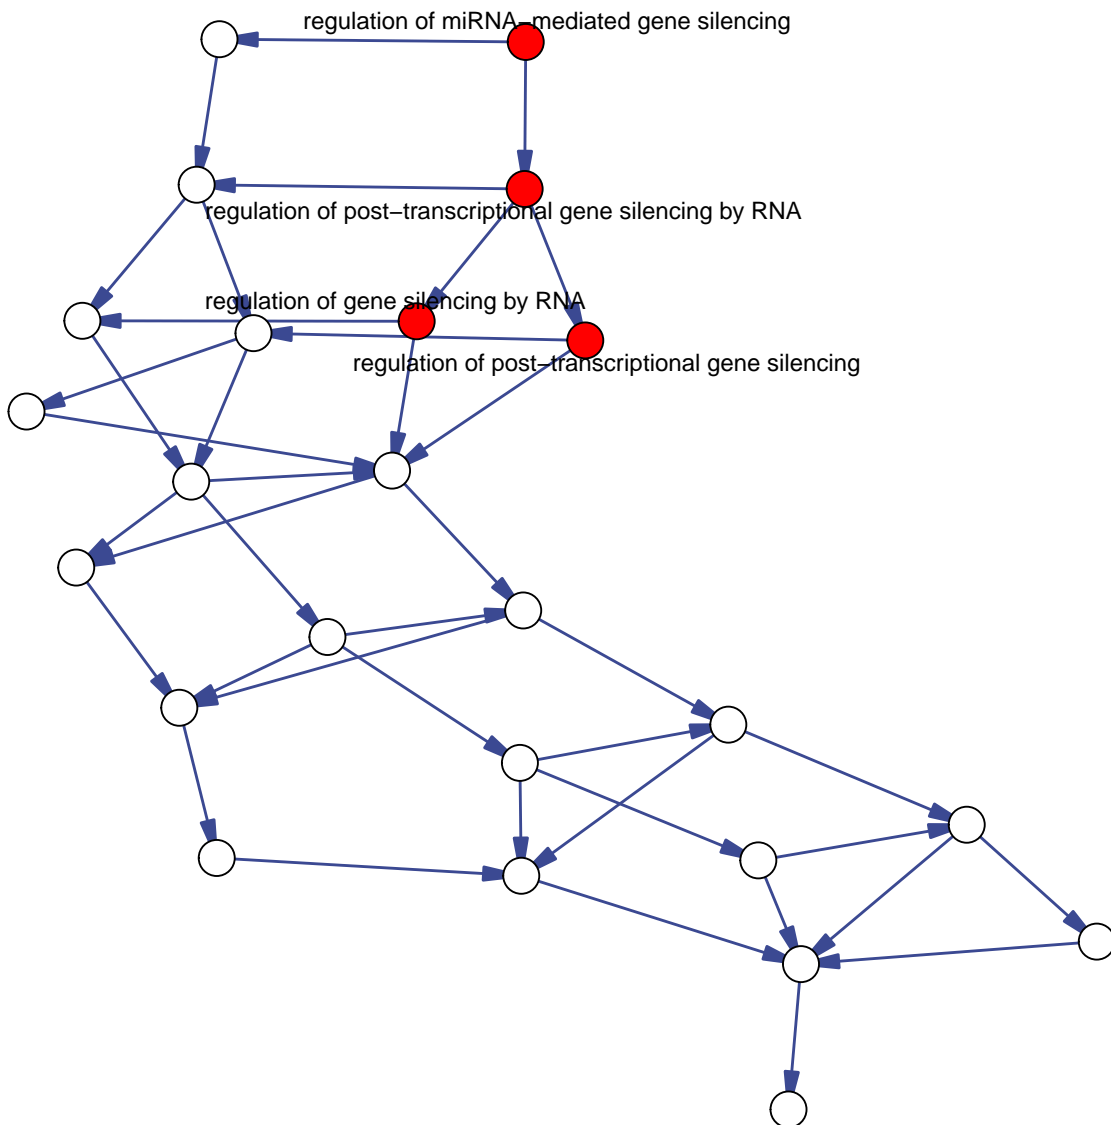 regulation of miRNA−mediated gene silencing
regulation of post−transcriptional gene silencing by RNA
regulation of gene silencing by RNA
regulation of post−transcriptional gene silencing